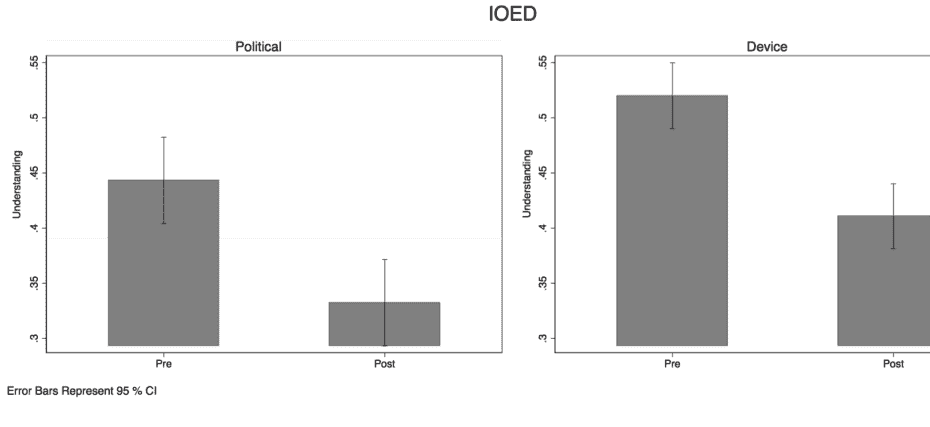 IOED
Political
Device
Understanding
.55
.5
.45
.4
.35
.3
Pre
Post
Understanding
.55
.5
.45
.4
.35
.3
Pre
Post
Error Bars Represent 95 % CI